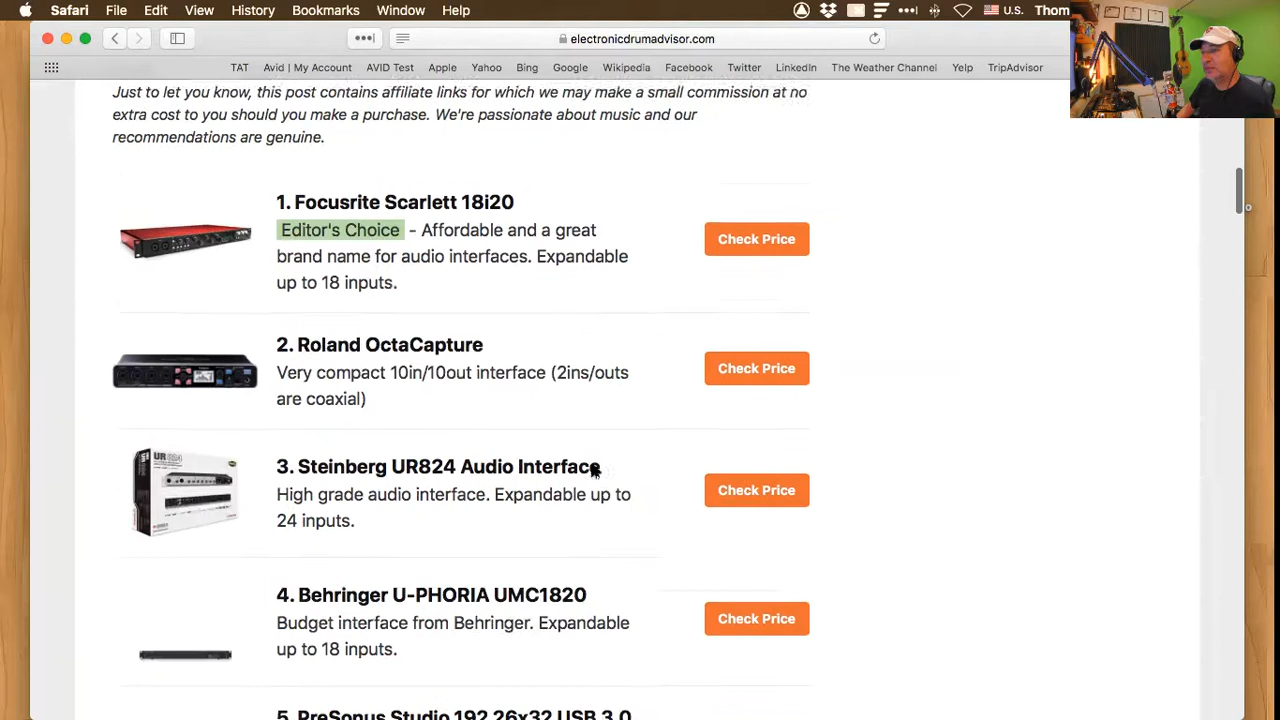 Safari File Edit View History Bookmarks Window Help U.S. Thom
electronicdrumadvisor.com
TAT Avid | My Account AVID Test Apple Yahoo Bing Google Wikipedia Facebook Twitter LinkedIn The Weather Channel Yelp TripAdvisor
Just to let you know, this post contains affiliate links for which we may make a small commission at no
extra cost to you should you make a purchase. We're passionate about music and our
recommendations are genuine.
1. Focusrite Scarlett 18i20
Editor's Choice - Affordable and a great
brand name for audio interfaces. Expandable
up to 18 inputs.
Check Price
2. Roland OctaCapture
Very compact 10in/10out interface (2ins/outs
are coaxial)
Check Price
UR824
3. Steinberg UR824 Audio Interface
High grade audio interface. Expandable up to
24 inputs.
Check Price
4. Behringer U-PHORIA UMC1820
Budget interface from Behringer. Expandable
up to 18 inputs.
Check Price
5. PreSonus Studio 192 26x32 USB 3.0